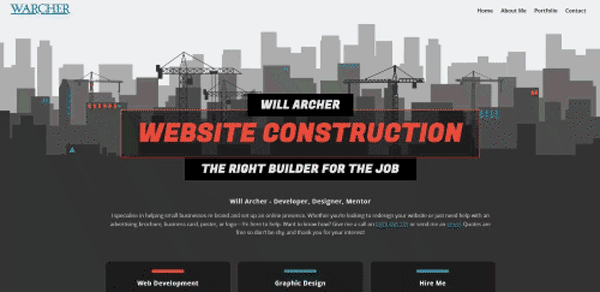 WARCHER
Home About Me Portfolio Contact
WILL ARCHER
WEBSITE CONSTRUCTION
THE RIGHT BUILDER FOR THE JOB
Will Archer - Developer, Designer, Mentor
I specialise in helping small businesses re-brand and set up an online presence. Whether you're looking to redesign your website or just need help with an
advertising brochure, business card, poster, or logo - I'm here to help. Want to know how? Give me a call on or send me an email. Quotes are
free so don't be shy, and thank you for your interest!
Web Development Graphic Design Hire Me